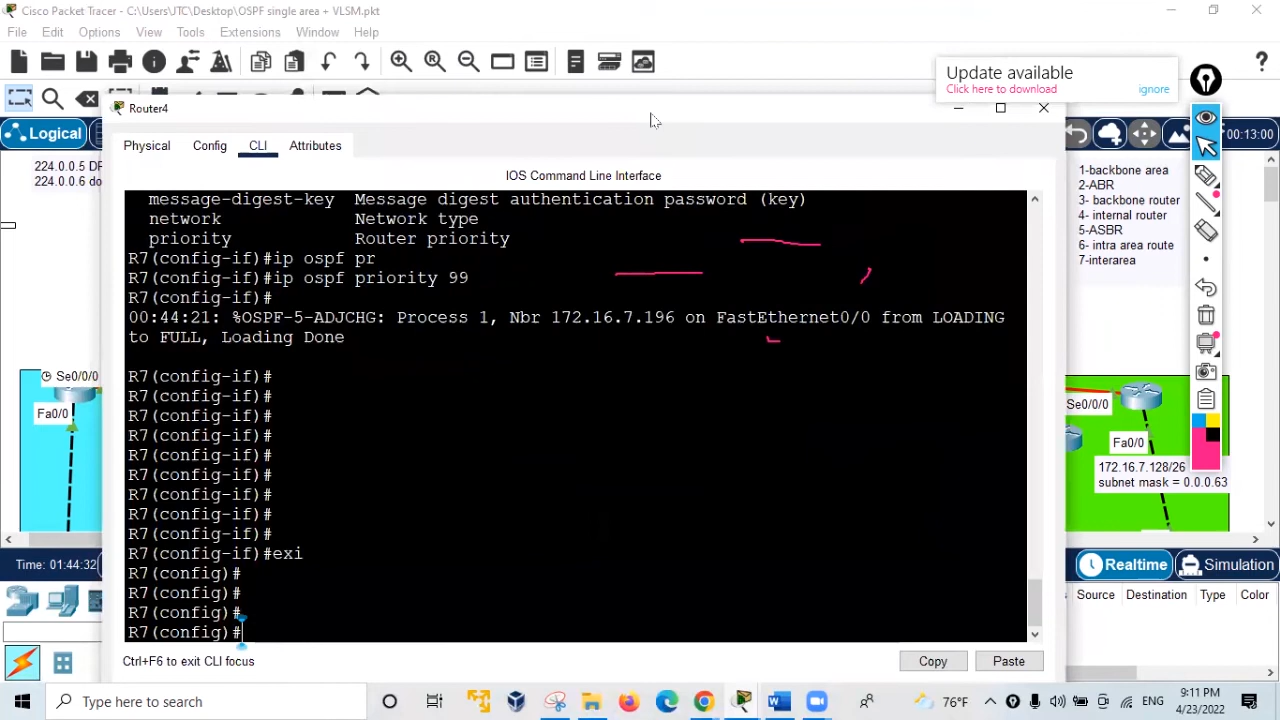 Cisco Packet Tracer - C:\Users\JTC\Desktop\OSPF single area + VLSM.pkt
File Edit Options View Tools Extensions Window Help
Update available
Click here to download ignore
Router4
Logical
00:13:00
Physical Config CLI Attributes
IOS Command Line Interface
224.0.0.5 DF
224.0.0.6 do
1-backbone area
2-ABR
3- backbone router
4- internal router
5-ASBR
6- intra area route
7-interarea
message-digest-key Message digest authentication password (key)
network Network type
priority Router priority
R7(config-if)#ip ospf pr
R7(config-if)#ip ospf priority 99
R7(config-if)#
00:44:21: %OSPF-5-ADJCHG: Process 1, Nbr 172.16.7.196 on FastEthernet0/0 from LOADING
to FULL, Loading Done
R7(config-if)#
R7(config-if)#
R7(config-if)#
R7(config-if)#
R7(config-if)#
R7(config-if)#
R7(config-if)#
R7(config-if)#
R7(config-if)#
R7(config-if)#exi
R7(config)#
R7(config)#
R7(config)#
R7(config)#
Se0/0/0
Fa0/0
Se0/0/0
Fa0/0
172.16.7.128/26
subnet mask = 0.0.0.63
Time: 01:44:32
Realtime Simulation
Source Destination Type Color
Ctrl+F6 to exit CLI focus
Copy Paste
Type here to search
76°F
ENG
9:11 PM
4/23/2022